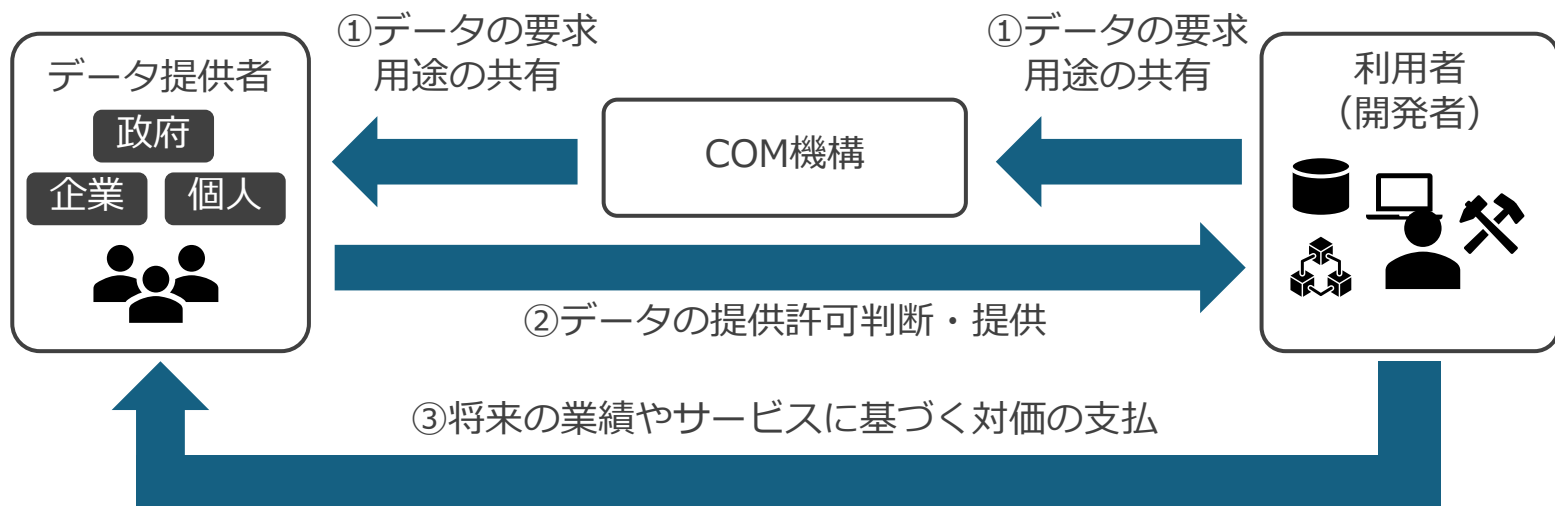 ①データの要求
用途の共有
①データの要求
用途の共有
データ提供者
政府
企業
個人
COM機構
利用者
（開発者）
②データの提供許可判断・提供
③将来の業績やサービスに基づく対価の支払